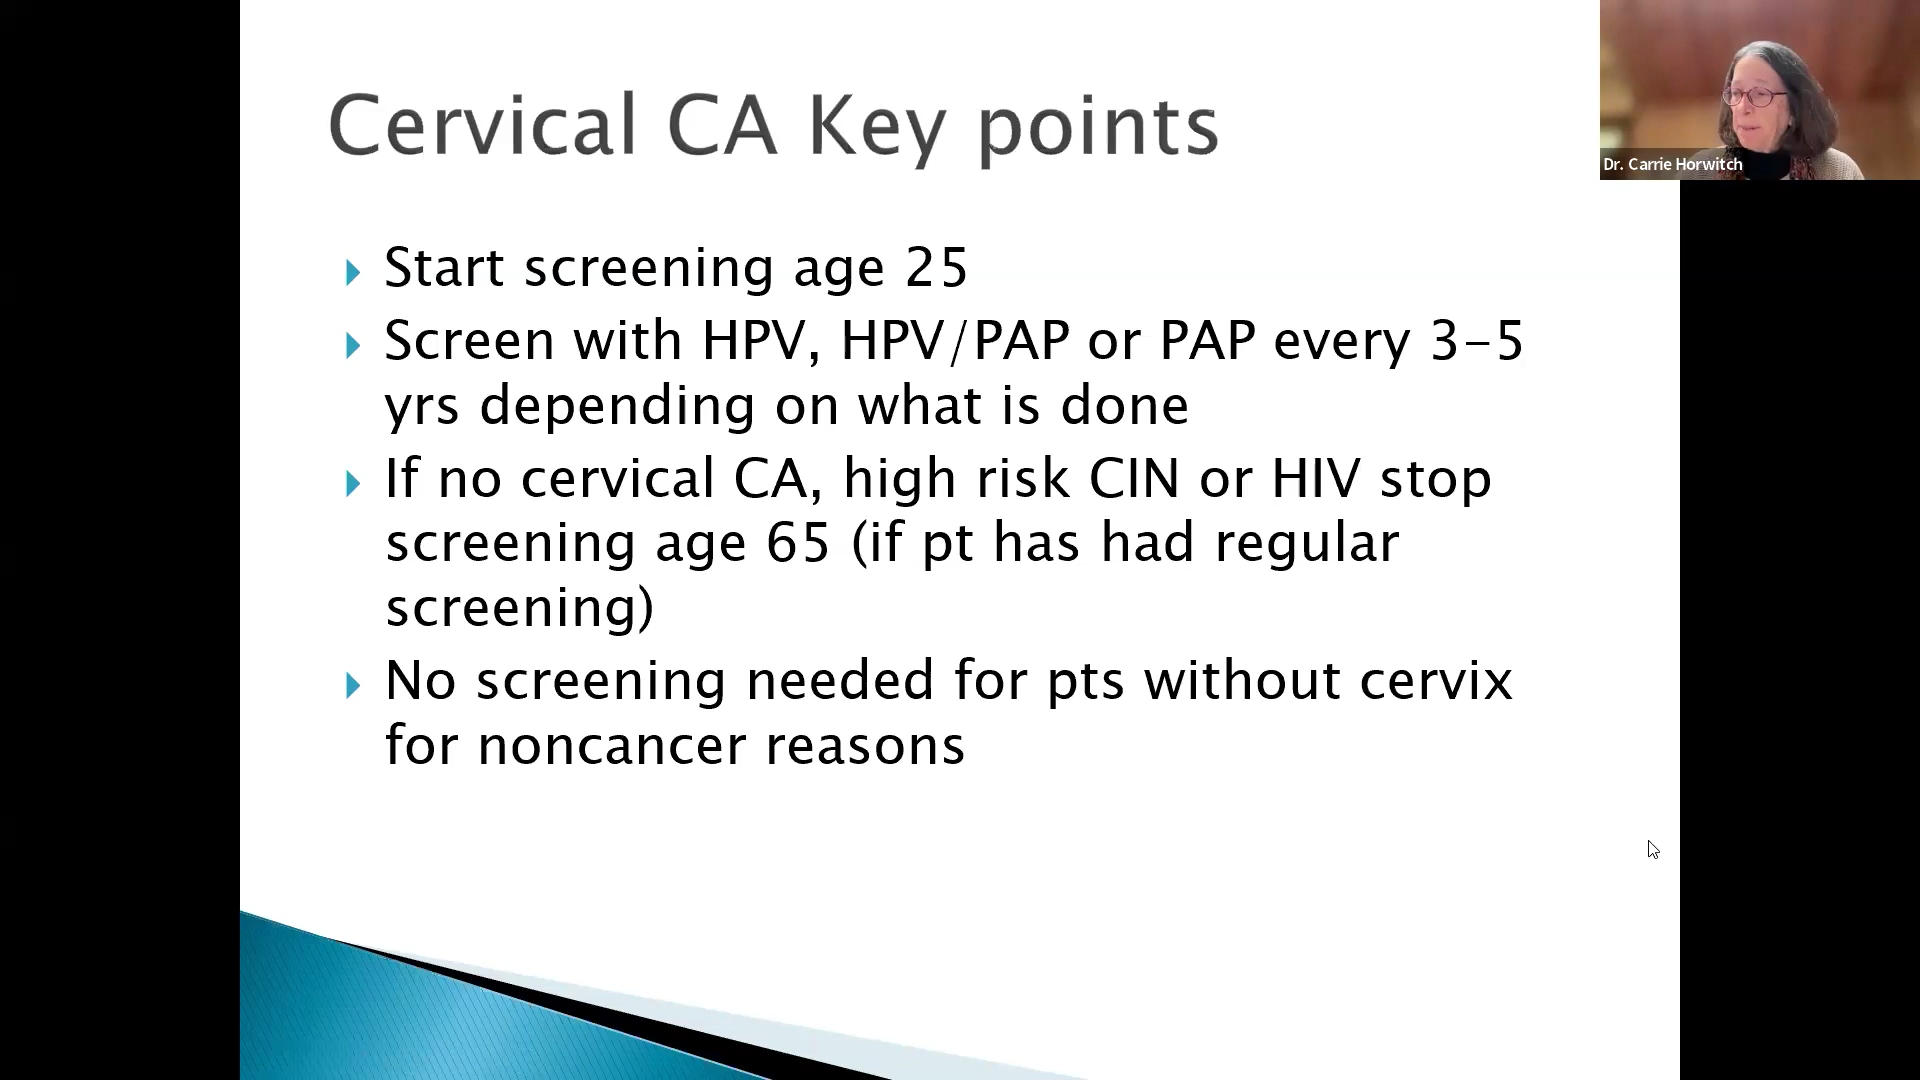 Cervical CA Key points
Dr. Carrie Horwitch
Start screening age 25
Screen with HPV, HPV/PAP or PAP every 3-5
yrs depending on what is done
If no cervical CA, high risk CIN or HIV stop
screening age 65 (if pt has had regular
screening)
No screening needed for pts without cervix
for noncancer reasons